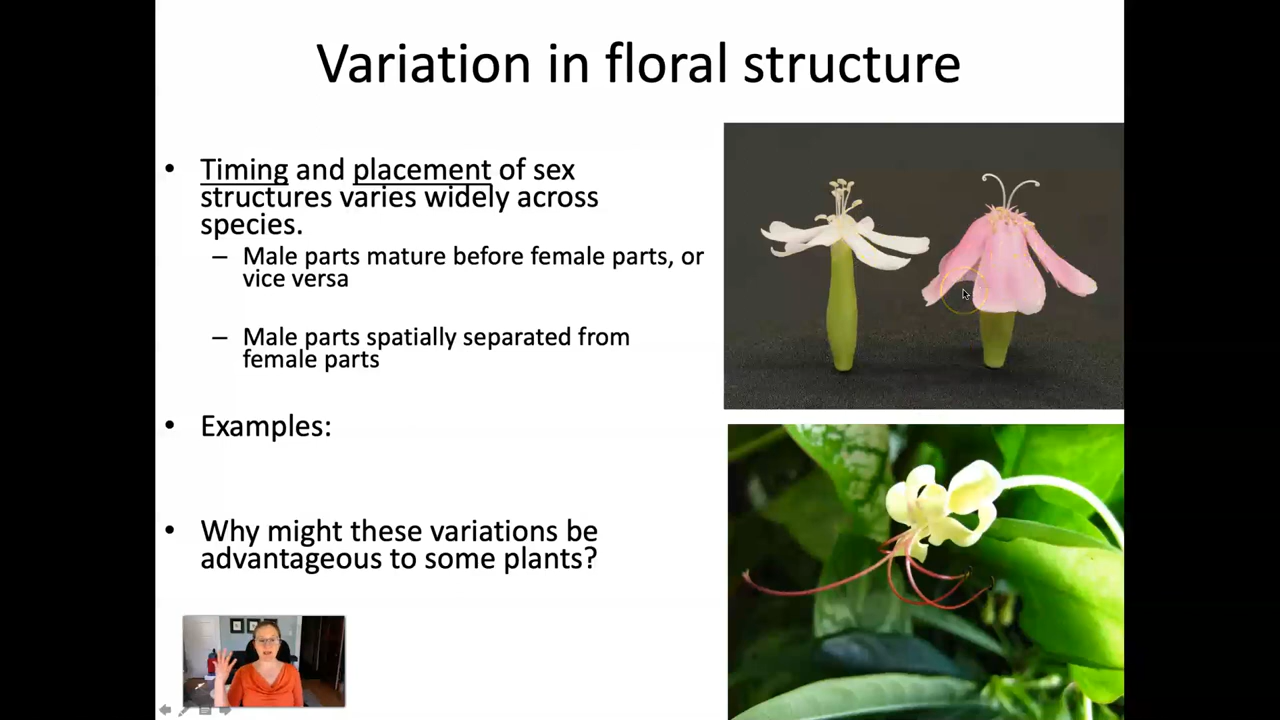 Variation in floral structure
• Timing and placement of sex
structures varies widely across
species.
– Male parts mature before female parts, or
vice versa
– Male parts spatially separated from
female parts
• Examples:
• Why might these variations be
advantageous to some plants?